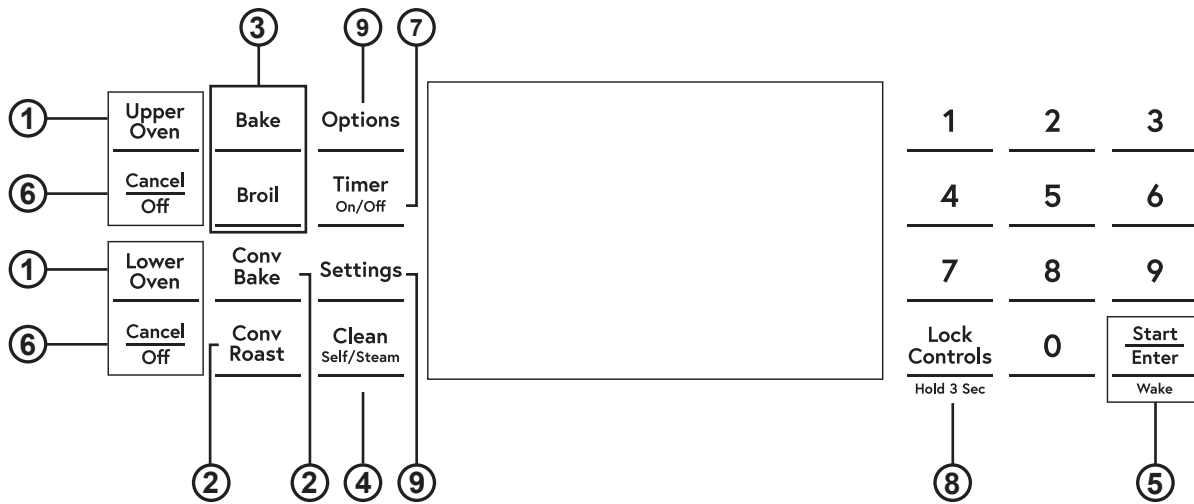 3 9 7
1 Upper Oven Bake Options 1 2 3
6 Cancel Off Broil Timer On/Off 4 5 6
1 Lower Oven Conv Bake Settings 7 8 9
6 Cancel Off Conv Roast Clean Self/Steam Lock Controls Hold 3 Sec 0 Start Enter Wake
2 2 4 9 8 5